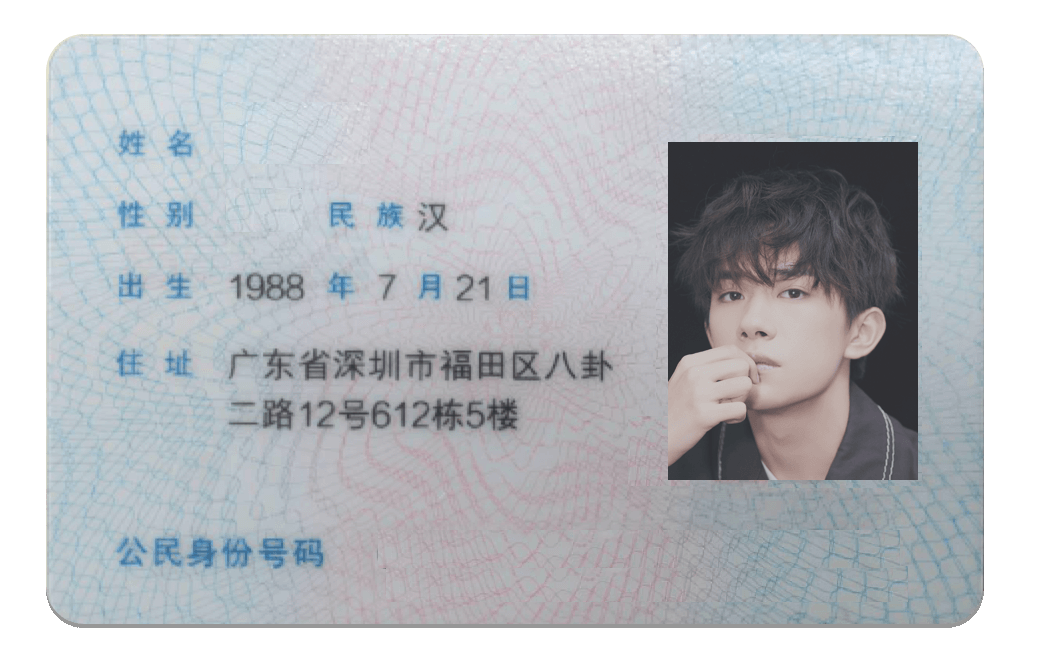 姓 名
性 别 民 族 汉
出 生 1988 年 7 月 21 日
住 址 广东省深圳市福田区八卦
二路12号612栋5楼
公民身份号码